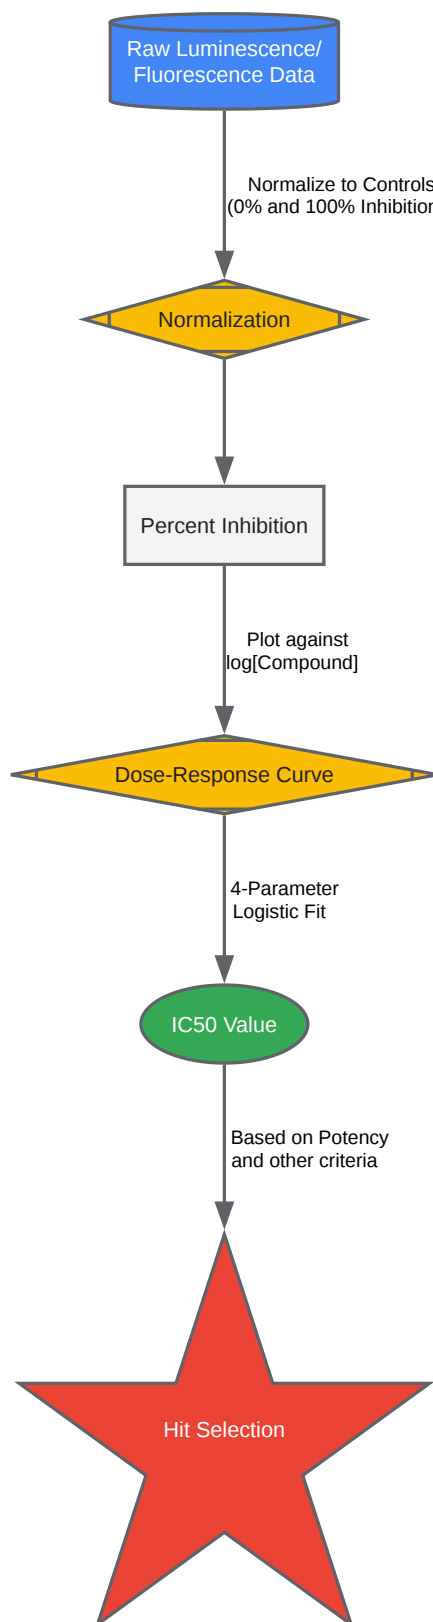 Raw Luminescence/
Fluorescence Data
Normalize to Controls
(0% and 100% Inhibition
Normalization
Percent Inhibition
Plot against
log[Compound]
Dose-Response Curve
4-Parameter
Logistic Fit
IC50 Value
Based on Potency
and other criteria
Hit Selection